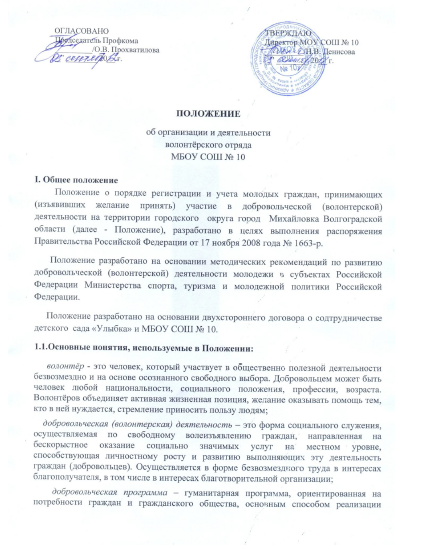 ОГЛАСОВАНО
Председатель Профкома
/О.В. Прохватилова
ТВЕРЖДАЮ
Директор МОУ СОШ № 10
Н.В. Денисова
ПОЛОЖЕНИЕ
об организации и деятельности
волонтёрского отряда
МБОУ СОШ № 10
1. Общее положение
Положение о порядке регистрации и учета молодых граждан, принимающих
(изъявивших желание принять) участие в добровольческой (волонтерской)
деятельности на территории городского округа город Михайловка Волгоградской
области (далее - Положение), разработано в целях выполнения распоряжения
Правительства Российской Федерации от 17 ноября 2008 года № 1663-р.
Положение разработано на основании методических рекомендаций по развитию
добровольческой (волонтерской) деятельности молодежи в субъектах Российской
Федерации Министерства спорта, туризма и молодежной политики Российской
Федерации.
Положение разработано на основании двухстороннего договора о содтрудничестве
детского сада «Улыбка» и МБОУ СОШ № 10.
1.1.Основные понятия, используемые в Положении:
волонтёр - это человек, который участвует в общественно полезной деятельности
безвозмездно и на основе осознанного свободного выбора. Добровольцем может быть
человек любой национальности, социального положения, профессии, возраста.
Волонтёров объединяет активная жизненная позиция, желание оказывать помощь тем,
кто в ней нуждается, стремление приносить пользу людям;
добровольческая (волонтерская) деятельность – это форма социального служения,
осуществляемая по свободному волеизъявлению граждан, направленная на
бескорыстное оказание социально значимых услуг на местном уровне,
способствующая личностному росту и развитию выполняющих эту деятельность
граждан (добровольцев). Осуществляется в форме безвозмездного труда в интересах
благополучателя, в том числе в интересах благотворительной организации;
добровольческая программа – гуманитарная программа, ориентированная на
потребности граждан и гражданского общества, осночным способом реализации